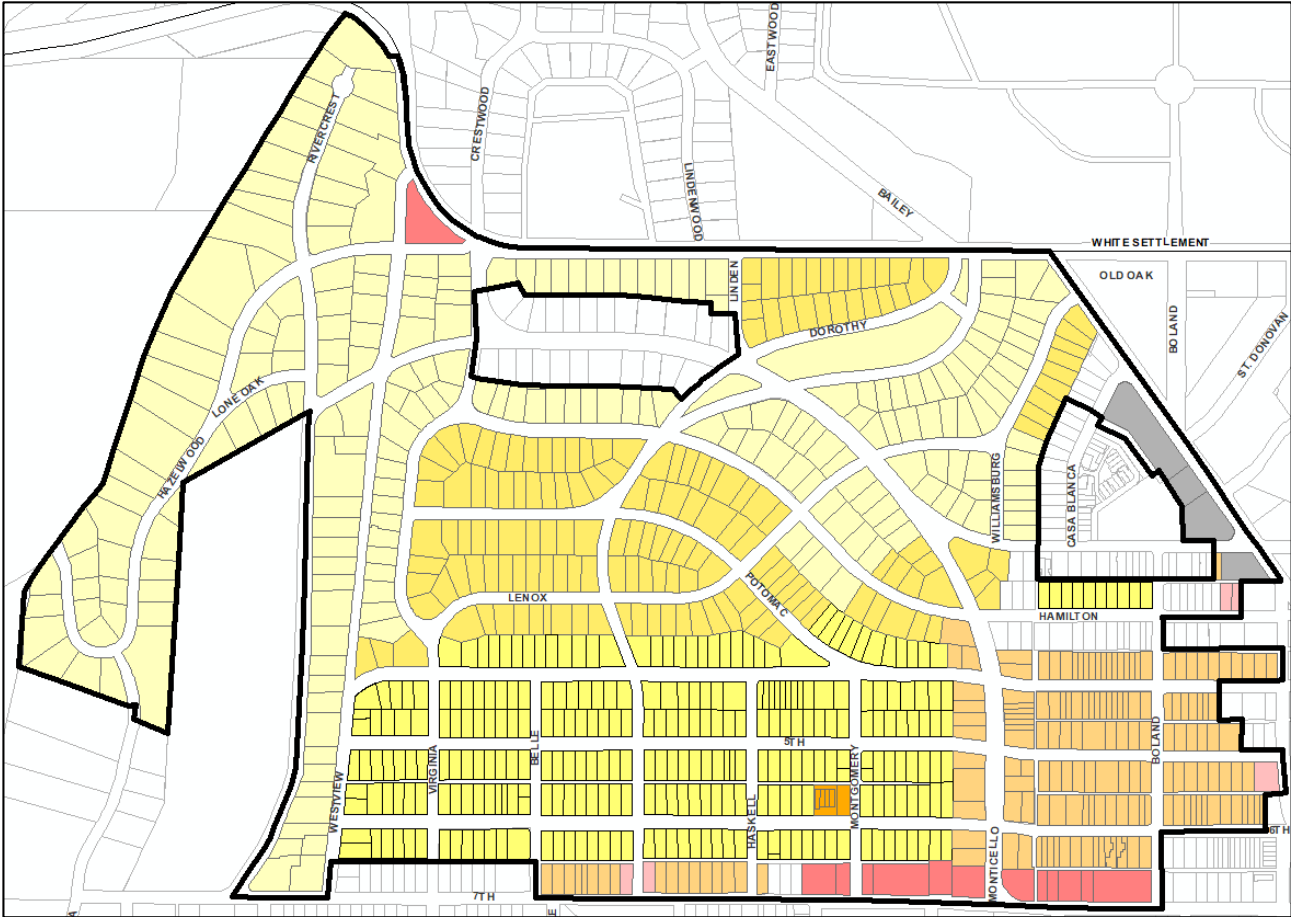 EASTWOOD
CRESTWOOD
RIVERCREST
LINDENWOOD
BAILEY
WHITE SETTLEMENT
OLD OAK
LINDEN
BOLAND
ST. DONOVAN
DOROTHY
LONE OAK
HAZELWOOD
WILLIAMSBURG
CASA BLANCA
POTOMAC
LENOX
HAMILTON
5TH
BELLE
VIRGINIA
BOLAND
MONTGOMERY
WESTVIEW
HASKELL
6TH
MONTICELLO
7TH
A
E